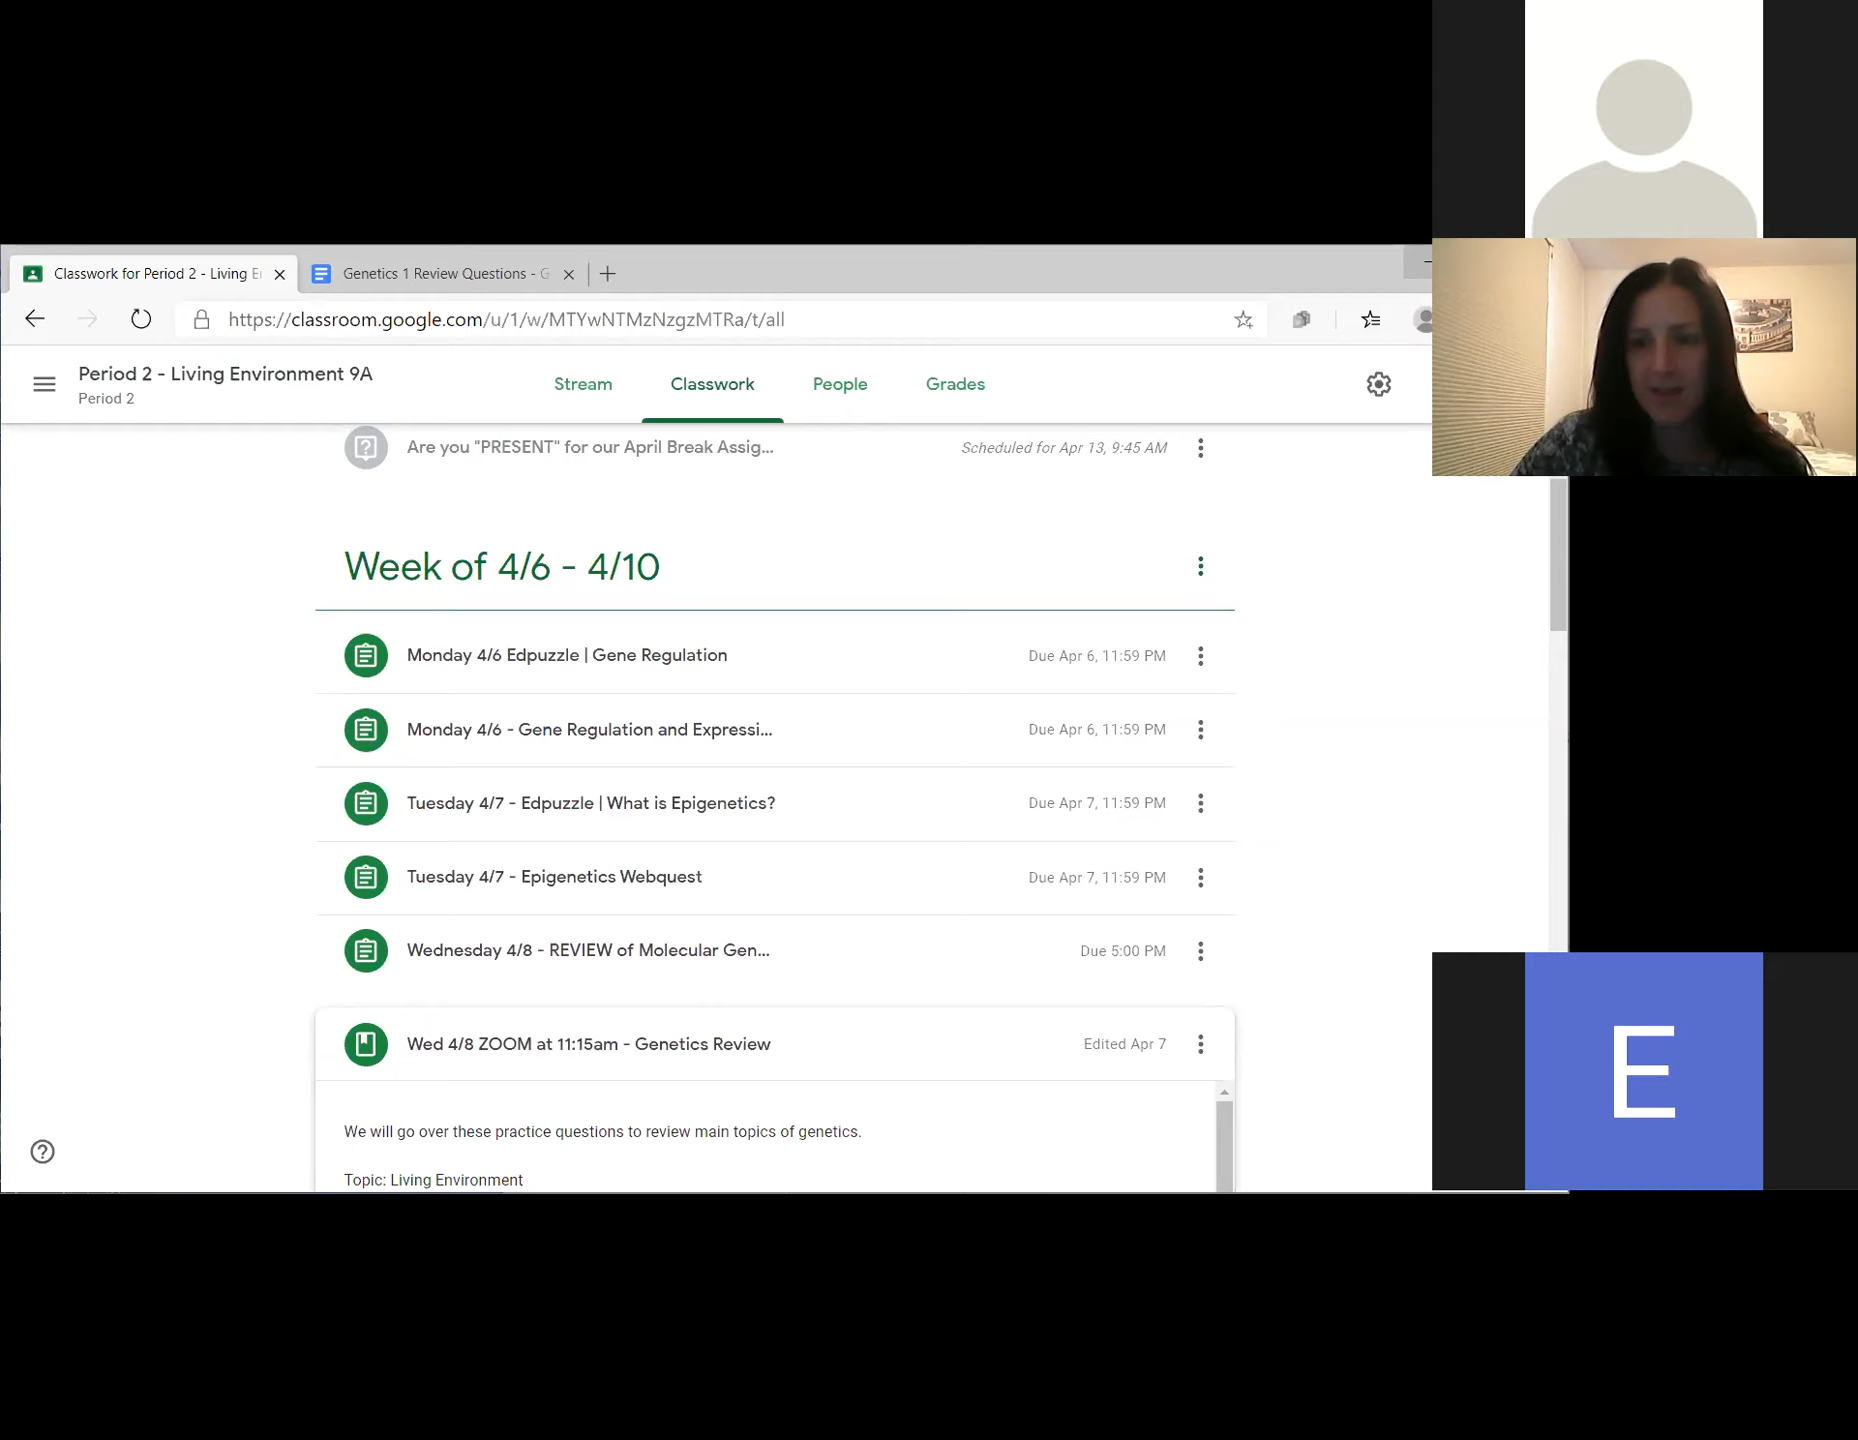 Classwork for Period 2 - Living E
Genetics 1 Review Questions - G
https://classroom.google.com/u/1/w/MTYwNTMzNzgzMTRa/t/all
Period 2 - Living Environment 9A
Period 2
Stream
Classwork
People
Grades
Are you "PRESENT" for our April Break Assig...
Scheduled for Apr 13, 9:45 AM
Week of 4/6 - 4/10
Monday 4/6 Edpuzzle | Gene Regulation
Due Apr 6, 11:59 PM
Monday 4/6 - Gene Regulation and Expressi...
Due Apr 6, 11:59 PM
Tuesday 4/7 - Edpuzzle | What is Epigenetics?
Due Apr 7, 11:59 PM
Tuesday 4/7 - Epigenetics Webquest
Due Apr 7, 11:59 PM
Wednesday 4/8 - REVIEW of Molecular Gen...
Due 5:00 PM
Wed 4/8 ZOOM at 11:15am - Genetics Review
Edited Apr 7
We will go over these practice questions to review main topics of genetics.
Topic: Living Environment
E